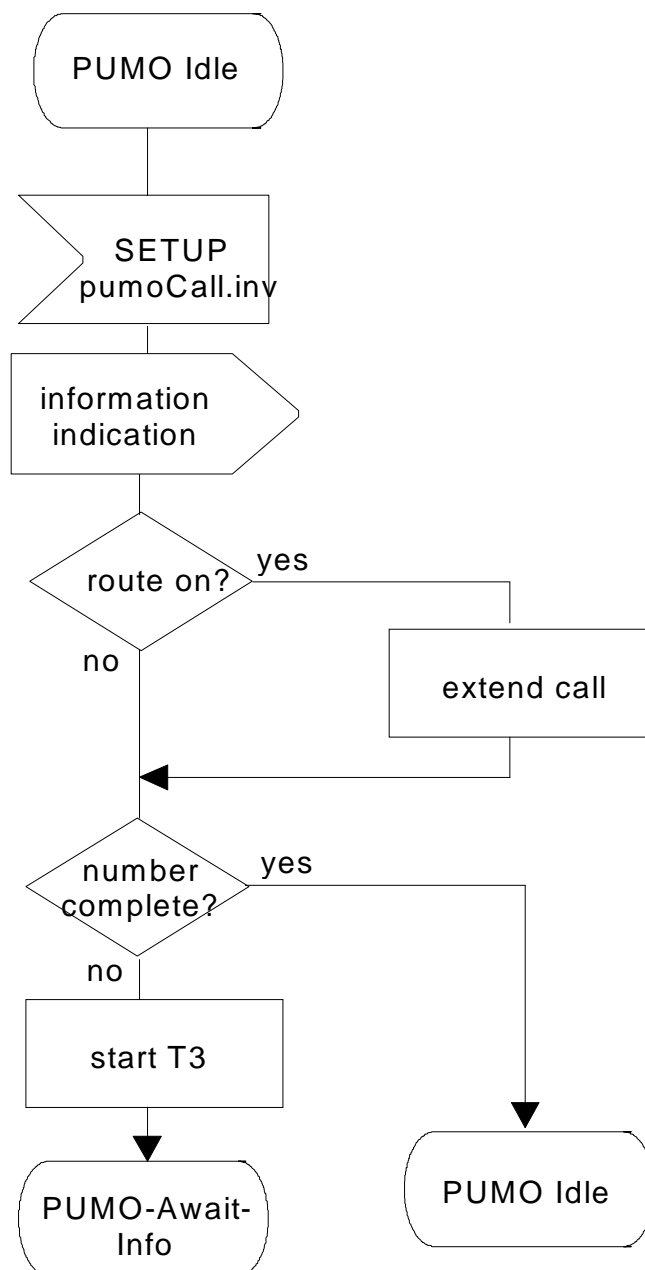 PUMO Idle
SETUP
pumoCall.inv
information
indication
route on?
yes
no
extend call
number
complete?
yes
no
start T3
PUMO-Await-
Info
PUMO Idle